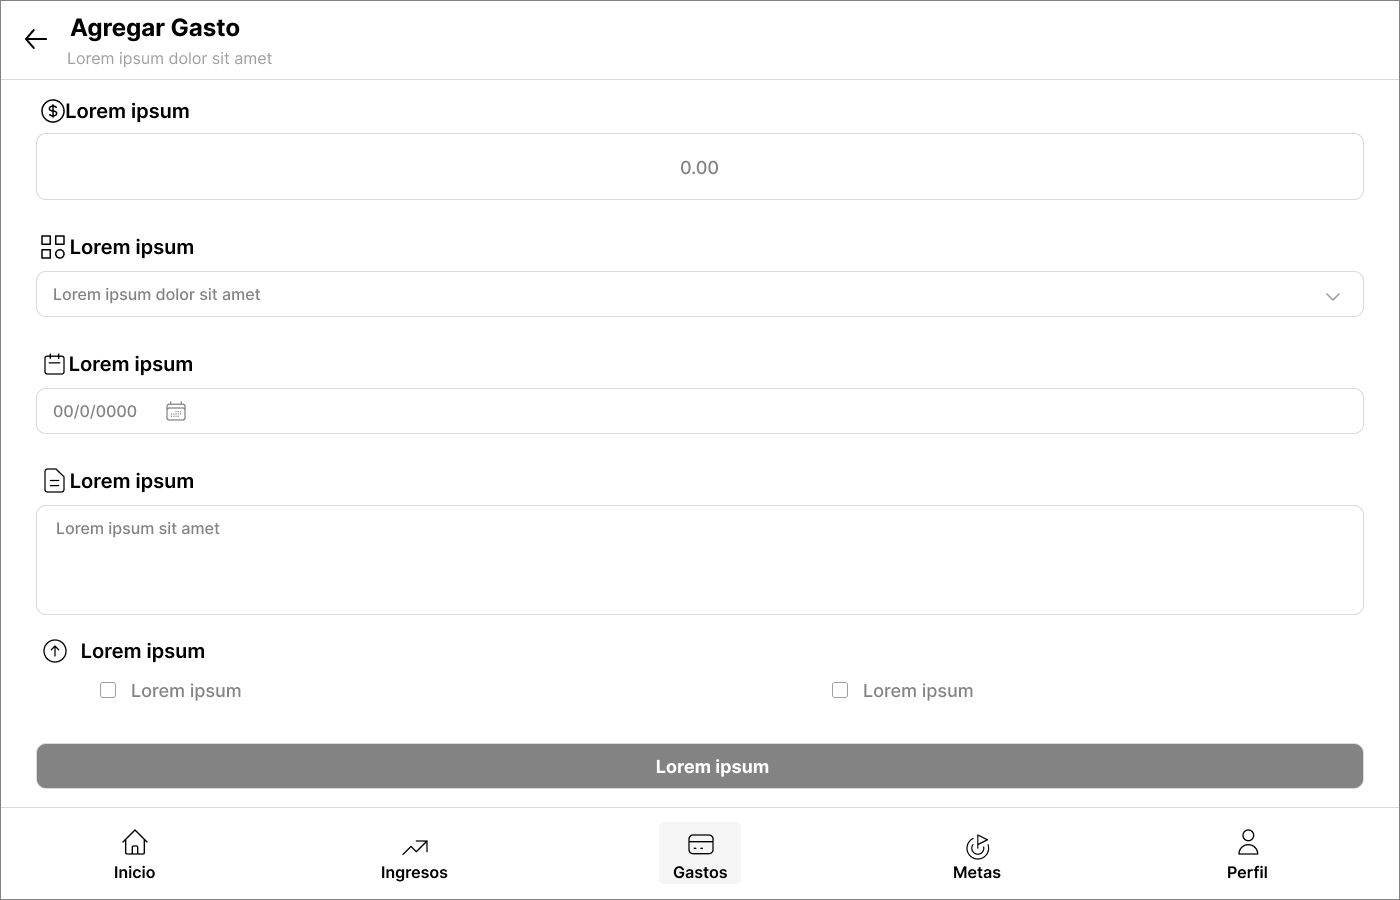 Agregar Gasto
Lorem ipsum dolor sit amet
Lorem ipsum
0.00
Lorem ipsum
Lorem ipsum dolor sit amet
Lorem ipsum
00/0/0000
Lorem ipsum
Lorem ipsum sit amet
Lorem ipsum
Lorem ipsum Lorem ipsum
Lorem ipsum
Inicio Ingresos Gastos Metas Perfil